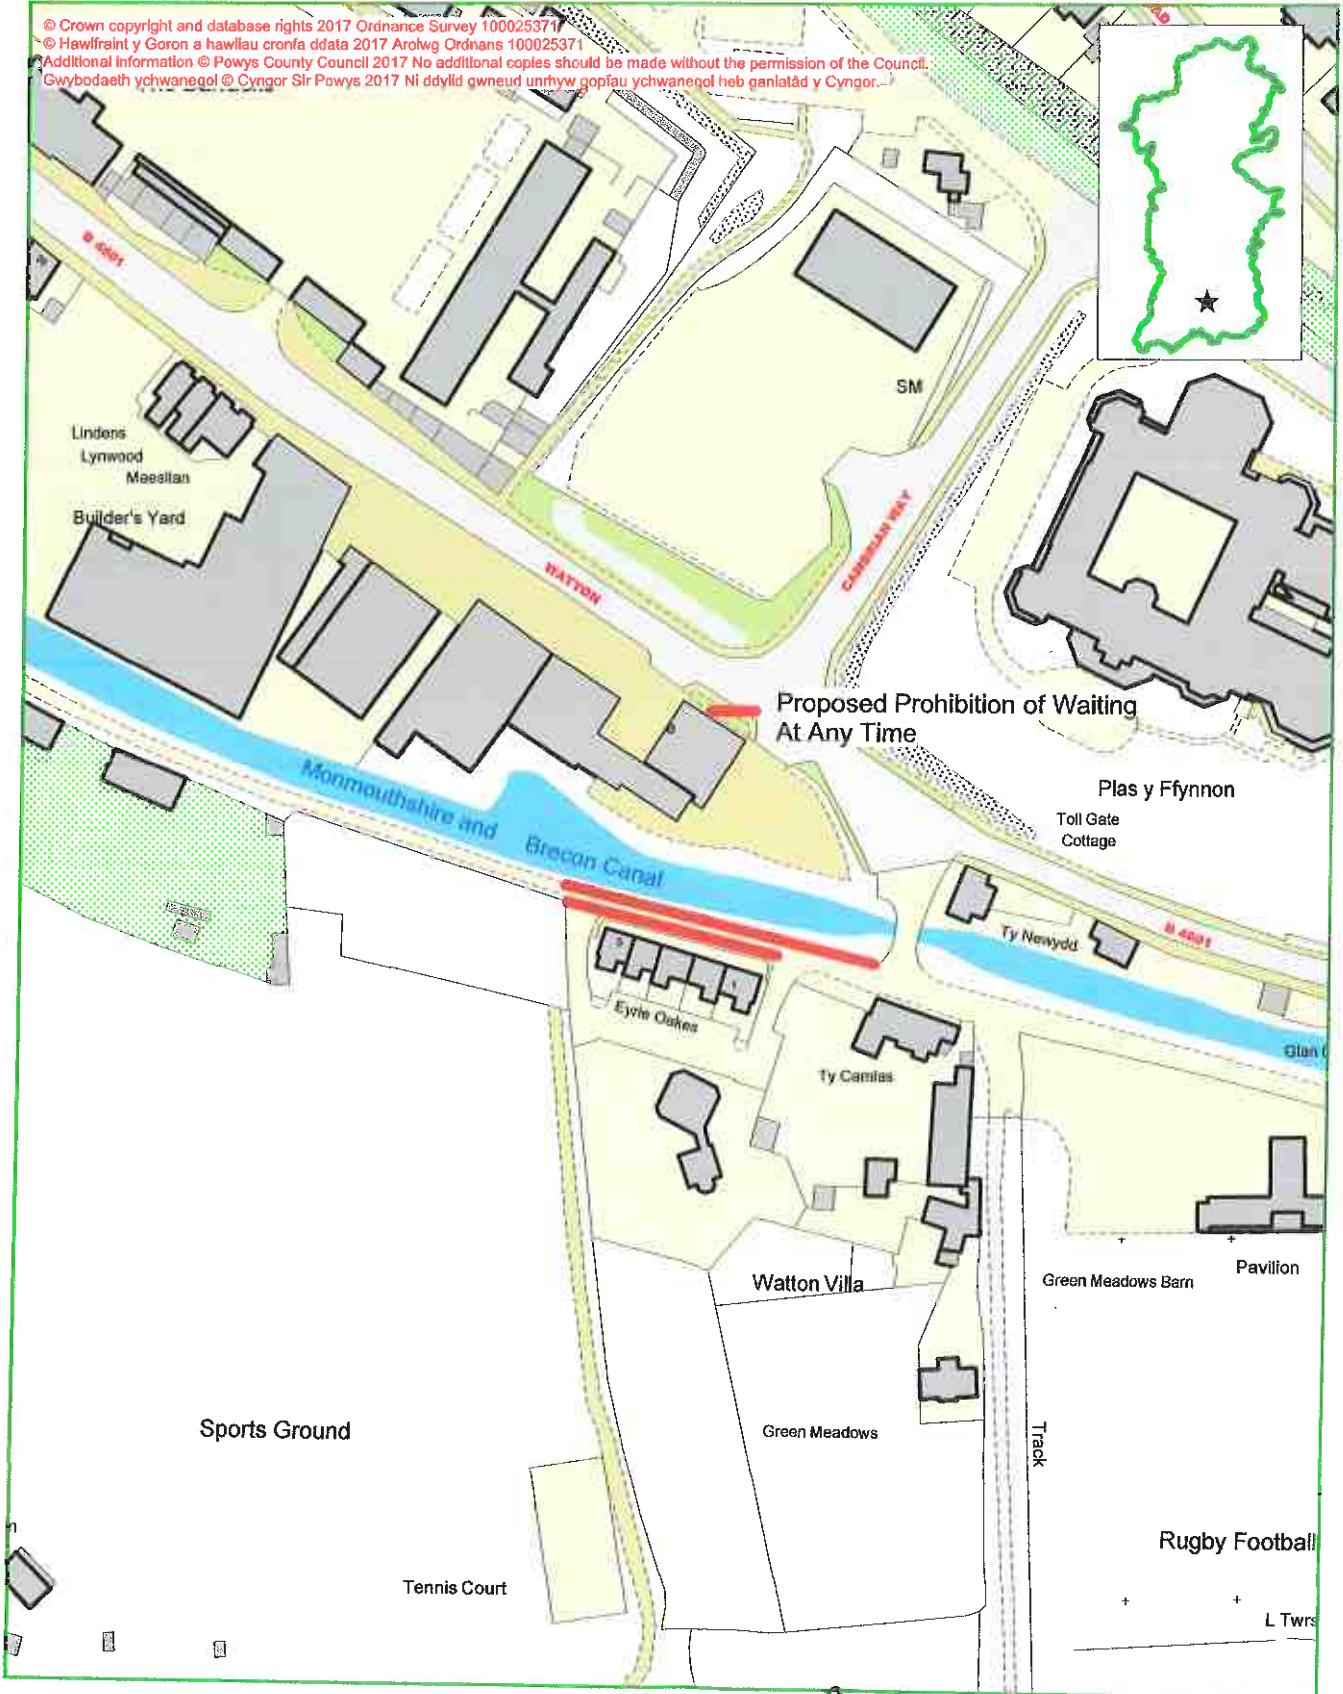 © Crown copyright and database rights 2017 Ordnance Survey 100025371
© Hawlfraint y Goron a hawliau cronfa ddata 2017 Arolwg Ordnans 100025371
Additional information © Powys County Council 2017 No additional copies should be made without the permission of the Council.
Gwybodaeth ychwanegol © Cyngor Sir Powys 2017 Ni ddylid gwneud unrhyw gopïau ychwanegol heb ganiatâd y Cyngor.
B 4601
SM
Lindens
Lynwood
Maesllan
Builder's Yard
WATTON
CAMBRIAN WAY
Proposed Prohibition of Waiting
At Any Time
Plas y Ffynnon
Toll Gate
Cottage
Monmouthshire and Brecon Canal
Ty Newydd
B 4601
5
1
Eyrie Oakes
Glan
Ty Camlas
Watton Villa
Green Meadows Barn
Pavilion
Sports Ground
Green Meadows
Track
Rugby Football
Tennis Court
L Twrs